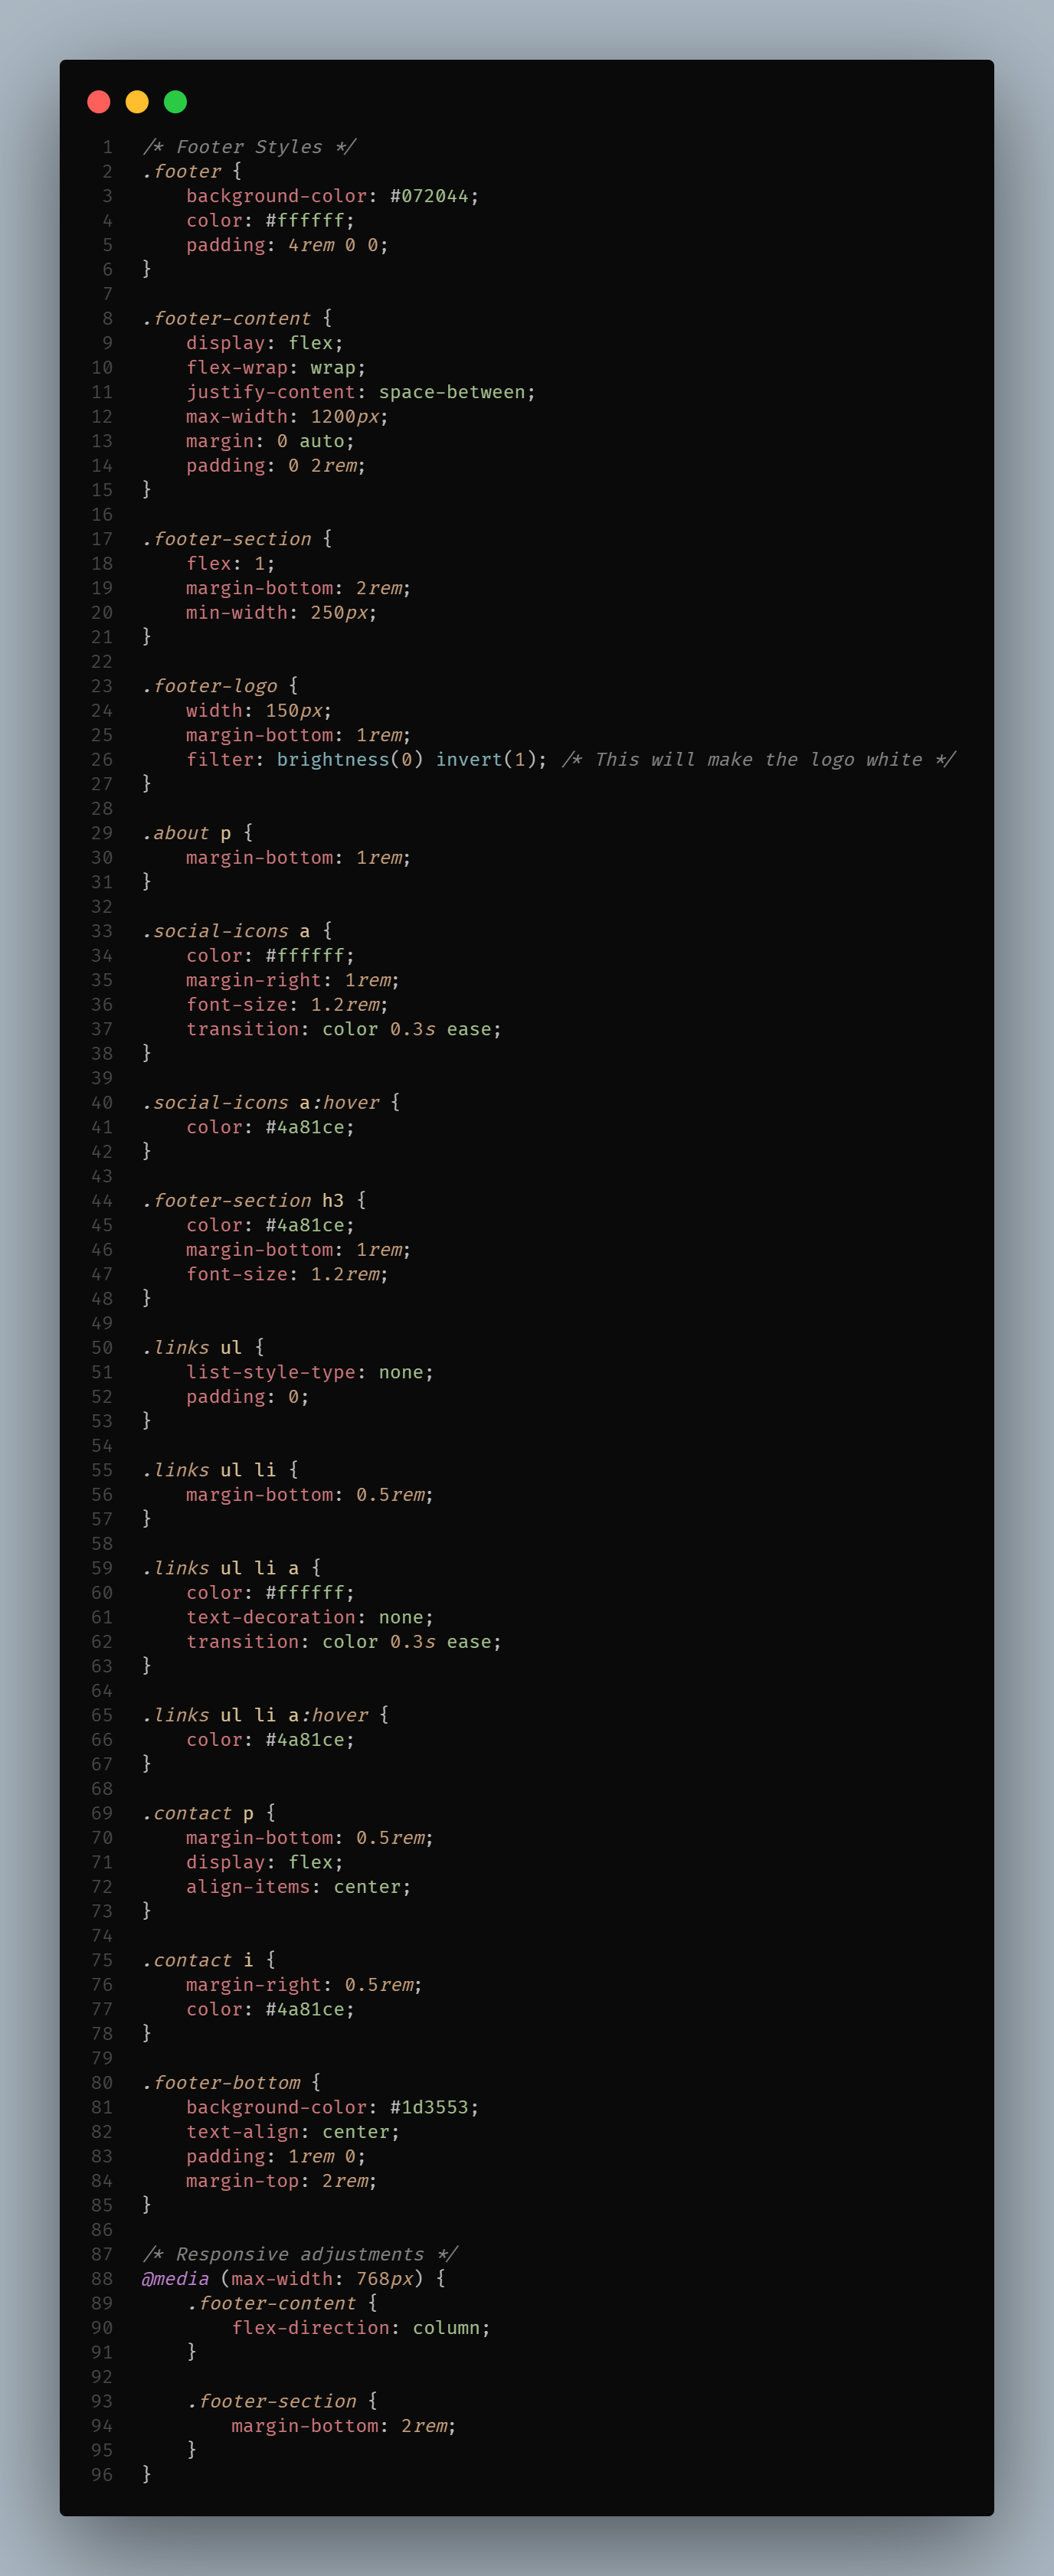 1 /* Footer Styles */
2 .footer {
3     background-color: #072044;
4     color: #ffffff;
5     padding: 4rem 0 0;
6 }
7
8 .footer-content {
9     display: flex;
10     flex-wrap: wrap;
11     justify-content: space-between;
12     max-width: 1200px;
13     margin: 0 auto;
14     padding: 0 2rem;
15 }
16
17 .footer-section {
18     flex: 1;
19     margin-bottom: 2rem;
20     min-width: 250px;
21 }
22
23 .footer-logo {
24     width: 150px;
25     margin-bottom: 1rem;
26     filter: brightness(0) invert(1); /* This will make the logo white */
27 }
28
29 .about p {
30     margin-bottom: 1rem;
31 }
32
33 .social-icons a {
34     color: #ffffff;
35     margin-right: 1rem;
36     font-size: 1.2rem;
37     transition: color 0.3s ease;
38 }
39
40 .social-icons a:hover {
41     color: #4a81ce;
42 }
43
44 .footer-section h3 {
45     color: #4a81ce;
46     margin-bottom: 1rem;
47     font-size: 1.2rem;
48 }
49
50 .links ul {
51     list-style-type: none;
52     padding: 0;
53 }
54
55 .links ul li {
56     margin-bottom: 0.5rem;
57 }
58
59 .links ul li a {
60     color: #ffffff;
61     text-decoration: none;
62     transition: color 0.3s ease;
63 }
64
65 .links ul li a:hover {
66     color: #4a81ce;
67 }
68
69 .contact p {
70     margin-bottom: 0.5rem;
71     display: flex;
72     align-items: center;
73 }
74
75 .contact i {
76     margin-right: 0.5rem;
77     color: #4a81ce;
78 }
79
80 .footer-bottom {
81     background-color: #1d3553;
82     text-align: center;
83     padding: 1rem 0;
84     margin-top: 2rem;
85 }
86
87 /* Responsive adjustments */
88 @media (max-width: 768px) {
89     .footer-content {
90         flex-direction: column;
91     }
92
93     .footer-section {
94         margin-bottom: 2rem;
95     }
96 }